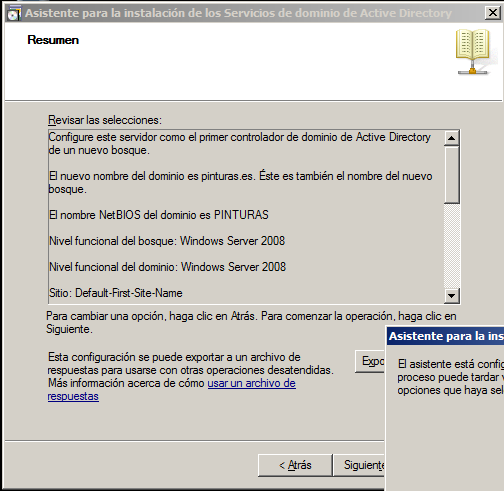 Asistente para la instalación de los Servicios de dominio de Active Directory
Resumen
Revisar las selecciones:
Configure este servidor como el primer controlador de dominio de Active Directory
de un nuevo bosque.
El nuevo nombre del dominio es pinturas.es. Éste es también el nombre del nuevo
bosque.
El nombre NetBIOS del dominio es PINTURAS
Nivel funcional del bosque: Windows Server 2008
Nivel funcional del dominio: Windows Server 2008
Sitio: Default-First-Site-Name
Para cambiar una opción, haga clic en Atrás. Para comenzar la operación, haga clic en
Siguiente.
Esta configuración se puede exportar a un archivo de
respuestas para usarse con otras operaciones desatendidas.
Más información acerca de cómo usar un archivo de
respuestas
Expo
Asistente para la ins
El asistente está config
proceso puede tardar
opciones que haya sel
< Atrás
Siguiente